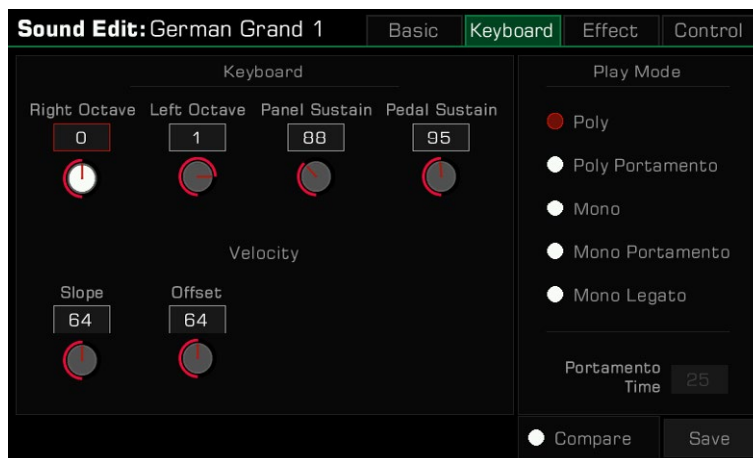 Sound Edit: German Grand 1 Basic Keyboard Effect Control
Keyboard
Right Octave Left Octave Panel Sustain Pedal Sustain
0 1 88 95
Velocity
Slope Offset
64 64
Play Mode
Poly
Poly Portamento
Mono
Mono Portamento
Mono Legato
Portamento
Time 25
Compare Save